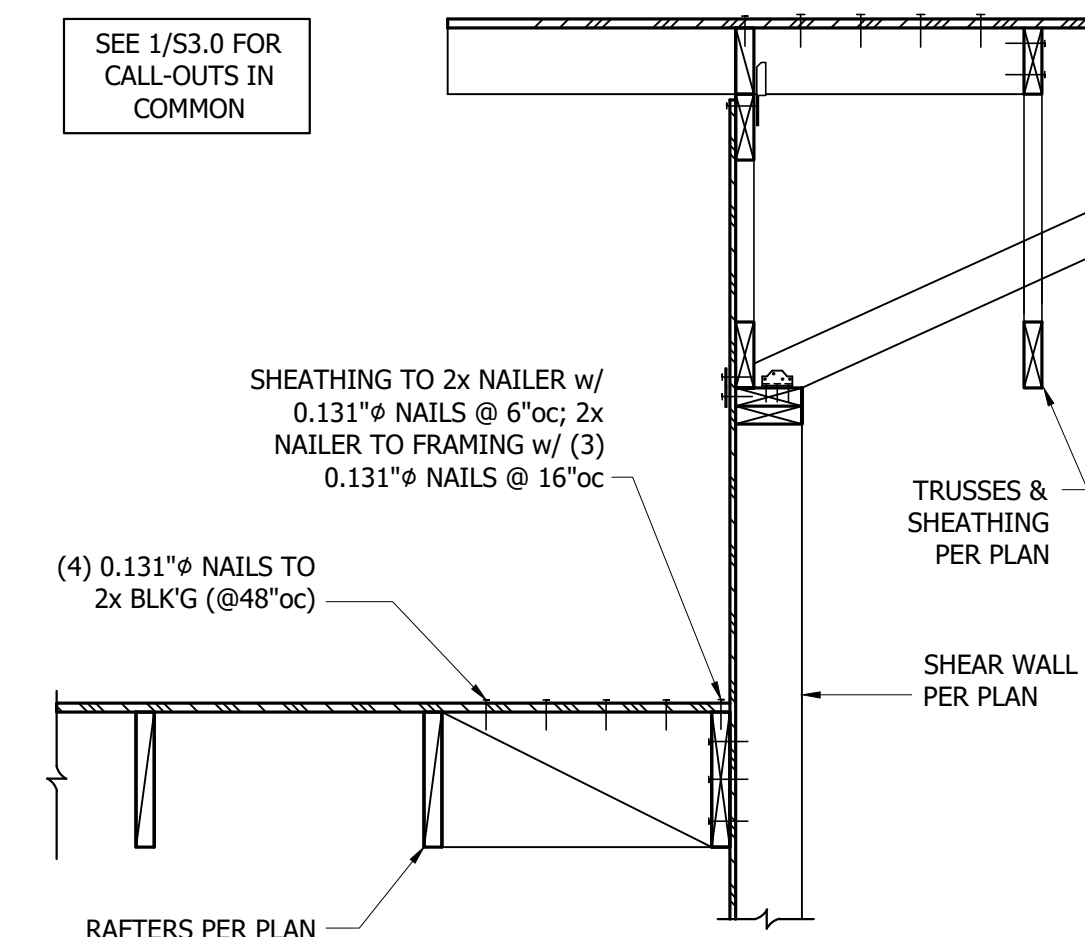 SEE 1/S3.0 FOR
CALL-OUTS IN
COMMON
SHEATHING TO 2x NAILER w/
0.131"⌀ NAILS @ 6"oc; 2x
NAILER TO FRAMING w/ (3)
0.131"⌀ NAILS @ 16"oc
TRUSSES &
SHEATHING
PER PLAN
(4) 0.131"⌀ NAILS TO
2x BLK'G (@48"oc)
SHEAR WALL
PER PLAN
RAFTERS PER PLAN